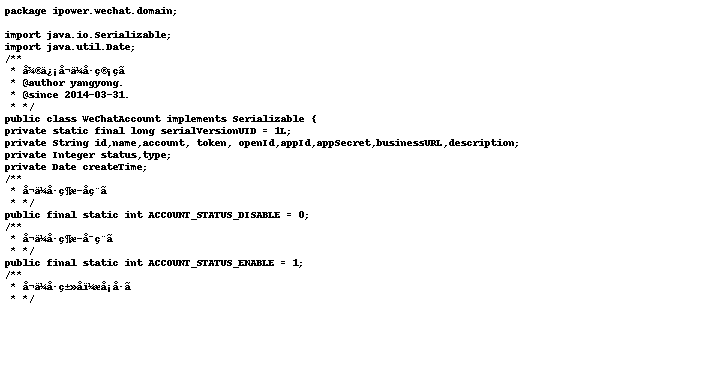 package ipower.wechat.domain;
import java.io.Serializable;
import java.util.Date;
/**
* å¾®ä¿¡å¬ä¼å·ç®¡çã
* @author yangyong.
* @since 2014-03-31.
* */
public class WeChatAccount implements Serializable {
private static final long serialVersionUID = 1L;
private String id,name,account, token, openId,appId,appSecret,businessURL,description;
private Integer status,type;
private Date createTime;
/**
* å¬ä¼å·ç¶æ-åç¨ã
* */
public final static int ACCOUNT_STATUS_DISABLE = 0;
/**
* å¬ä¼å·ç¶æ-å¯ç¨ã
* */
public final static int ACCOUNT_STATUS_ENABLE = 1;
/**
* å¬ä¼å·ç±»åï¼æå¡å·ã
* */